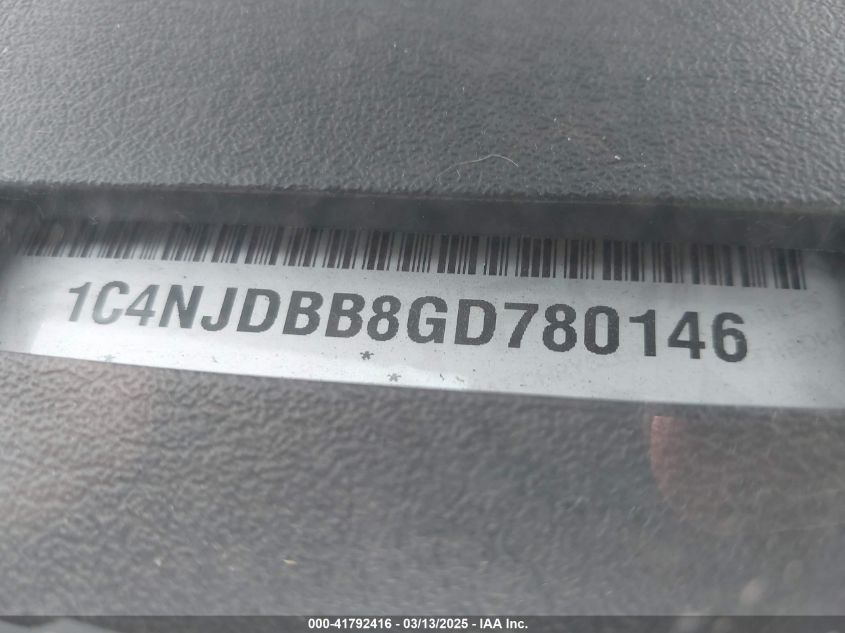 1C4NJDBB8GD780146
*
*
000-41792416 | 03/13/2025 - IAA Inc.